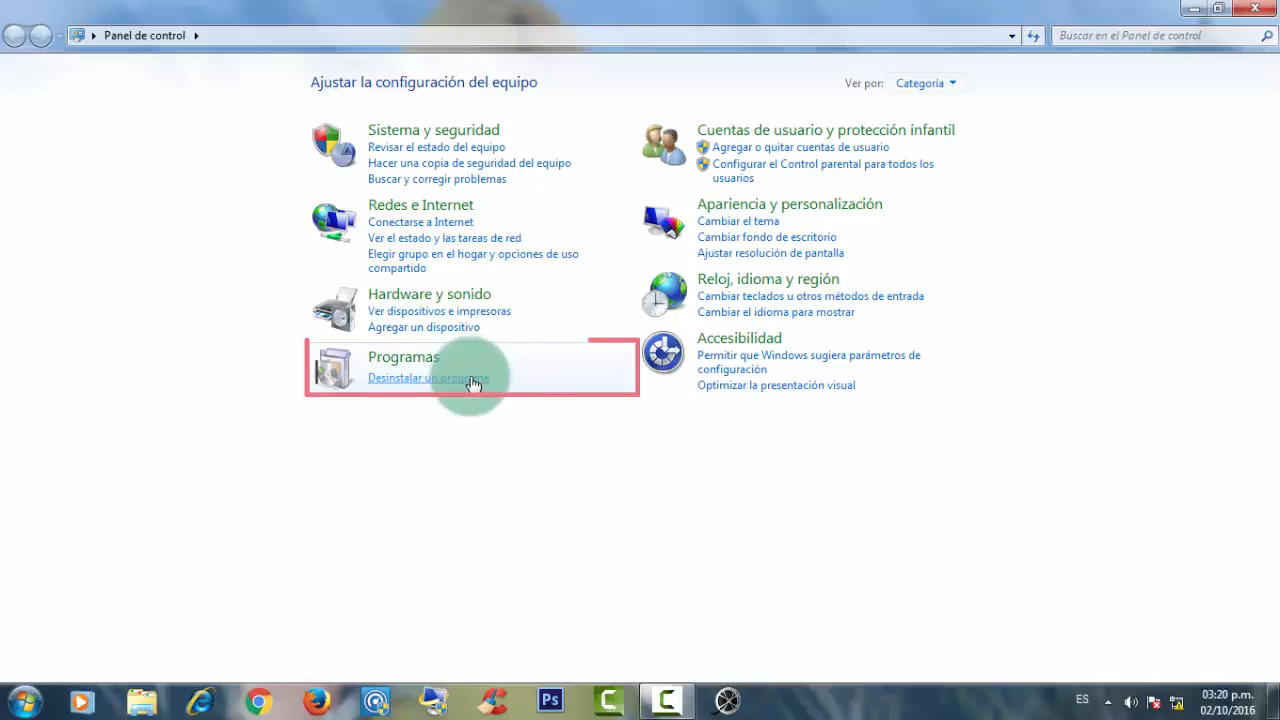 Panel de control
Buscar en el Panel de control
Ajustar la configuración del equipo
Ver por:
Categoría
Sistema y seguridad
Revisar el estado del equipo
Hacer una copia de seguridad del equipo
Buscar y corregir problemas
Redes e Internet
Conectarse a Internet
Ver el estado y las tareas de red
Elegir grupo en el hogar y opciones de uso
compartido
Hardware y sonido
Ver dispositivos e impresoras
Agregar un dispositivo
Programas
Desinstalar un programa
Cuentas de usuario y protección infantil
Agregar o quitar cuentas de usuario
Configurar el Control parental para todos los
usuarios
Apariencia y personalización
Cambiar el tema
Cambiar fondo de escritorio
Ajustar resolución de pantalla
Reloj, idioma y región
Cambiar teclados u otros métodos de entrada
Cambiar el idioma para mostrar
Accesibilidad
Permitir que Windows sugiera parámetros de
configuración
Optimizar la presentación visual
Ps
ES
03:20 p.m.
02/10/2016